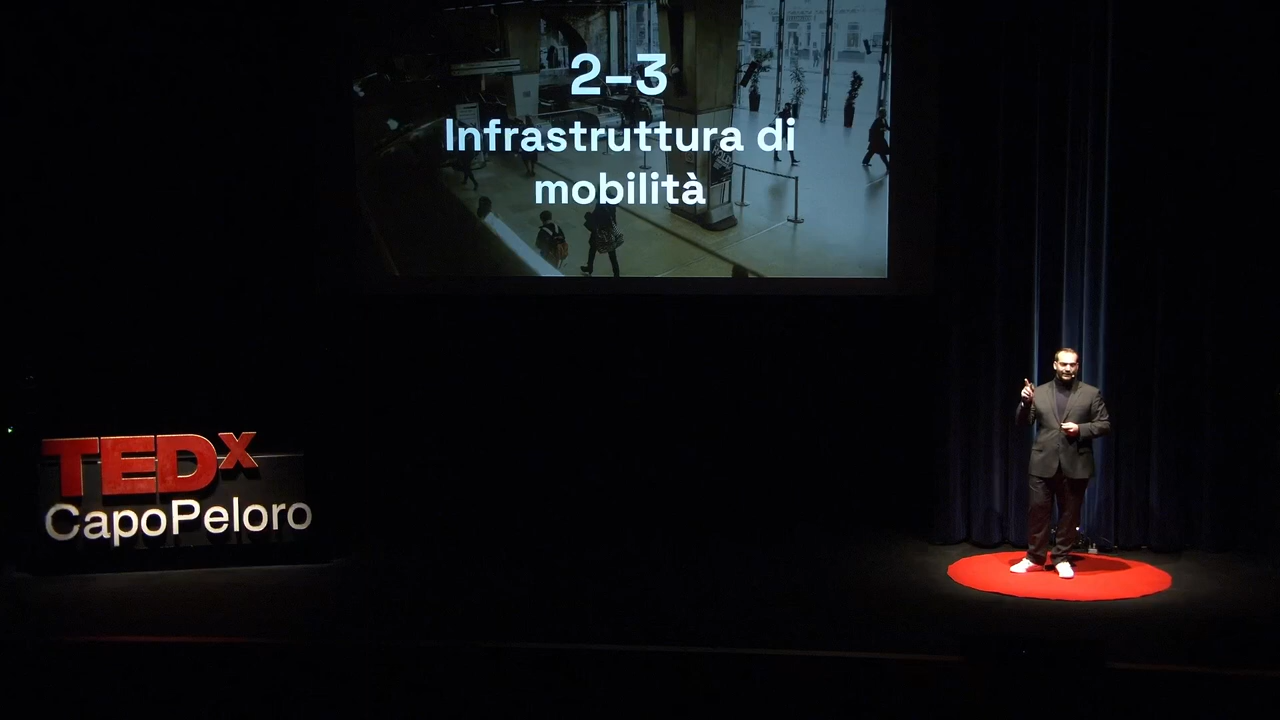 2–3
Infrastruttura di
mobilità
TEDx
CapoPeloro